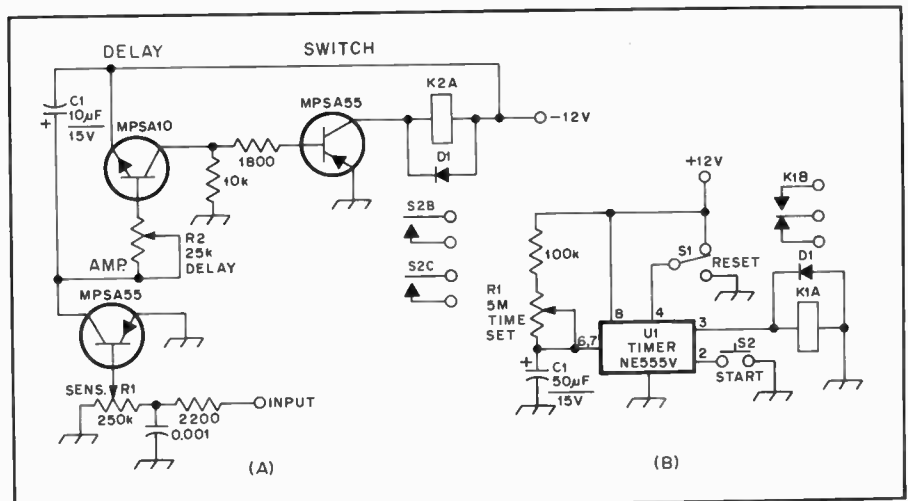 DELAY
SWITCH
C1
10µF
15V
+
MPSA10
MPSA55
K2A
-12V
1800
10k
D1
R2
25k
DELAY
AMP.
MPSA55
S2B
S2C
SENS.
R1
250k
2200
0.001
INPUT
(A)
+12V
K1B
100k
S1
RESET
D1
R1
5M
TIME
SET
8
4
6,7
U1
TIMER
NE555V
3
2
S2
START
K1A
+
C1
50µF
15V
(B)